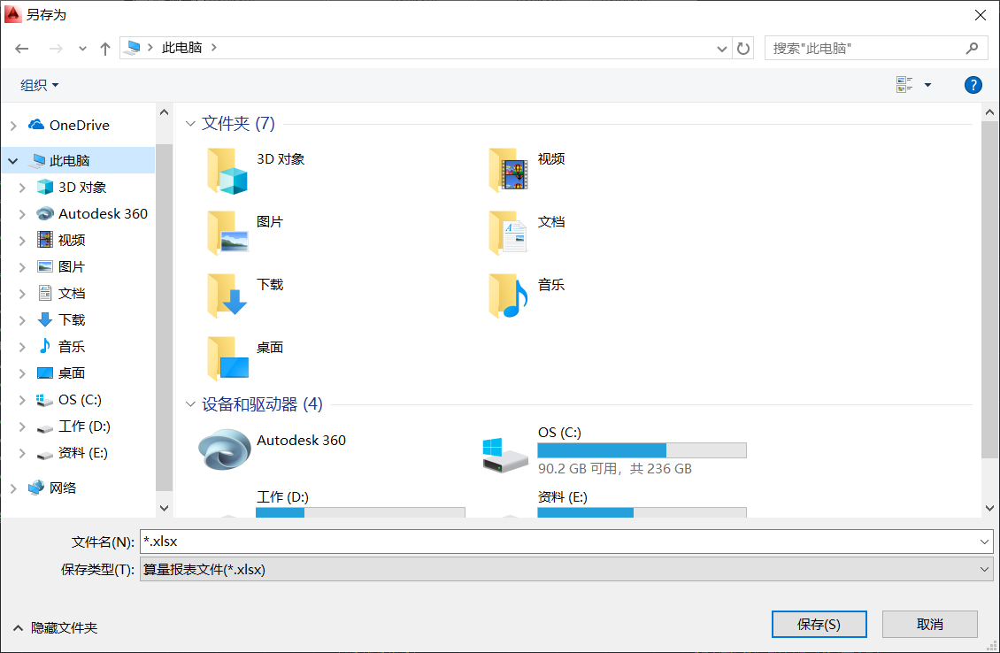 另存为
此电脑
搜索"此电脑"
组织
?
OneDrive
此电脑
3D 对象
Autodesk 360
视频
图片
文档
下载
音乐
桌面
OS (C:)
工作 (D:)
资料 (E:)
网络
文件夹 (7)
3D 对象
视频
图片
文档
下载
音乐
桌面
设备和驱动器 (4)
Autodesk 360
OS (C:)
90.2 GB 可用，共 236 GB
工作 (D:)
资料 (E:)
文件名(N):
*.xlsx
保存类型(T):
算量报表文件(*.xlsx)
隐藏文件夹
保存(S)
取消